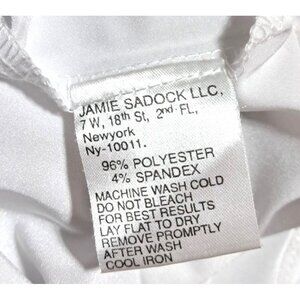 JAMIE SADOCK LLC,
7 W, 18th St, 2nd FL,
Newyork
Ny-10011.
96% POLYESTER
4% SPANDEX
MACHINE WASH COLD
DO NOT BLEACH
FOR BEST RESULTS
LAY FLAT TO DRY
REMOVE PROMPTLY
AFTER WASH
COOL IRON